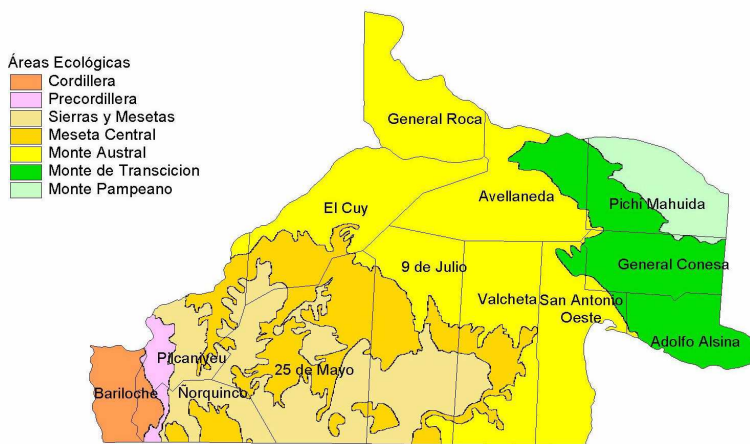 Áreas Ecológicas
Cordillera
Precordillera
Sierras y Mesetas
Meseta Central
Monte Austral
Monte de Transcicion
Monte Pampeano
General Roca
Avellaneda
Pichi Mahuida
El Cuy
9 de Julio
General Conesa
Valcheta
San Antonio
Oeste
Adolfo Alsina
Pilcaniyeu
25 de Mayo
Bariloche
Ñorquinco